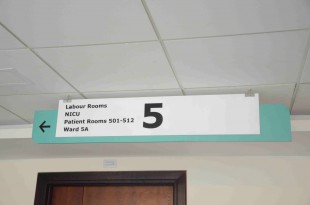 Labour Rooms
NICU
Patient Rooms 501-512
Ward 5A
5